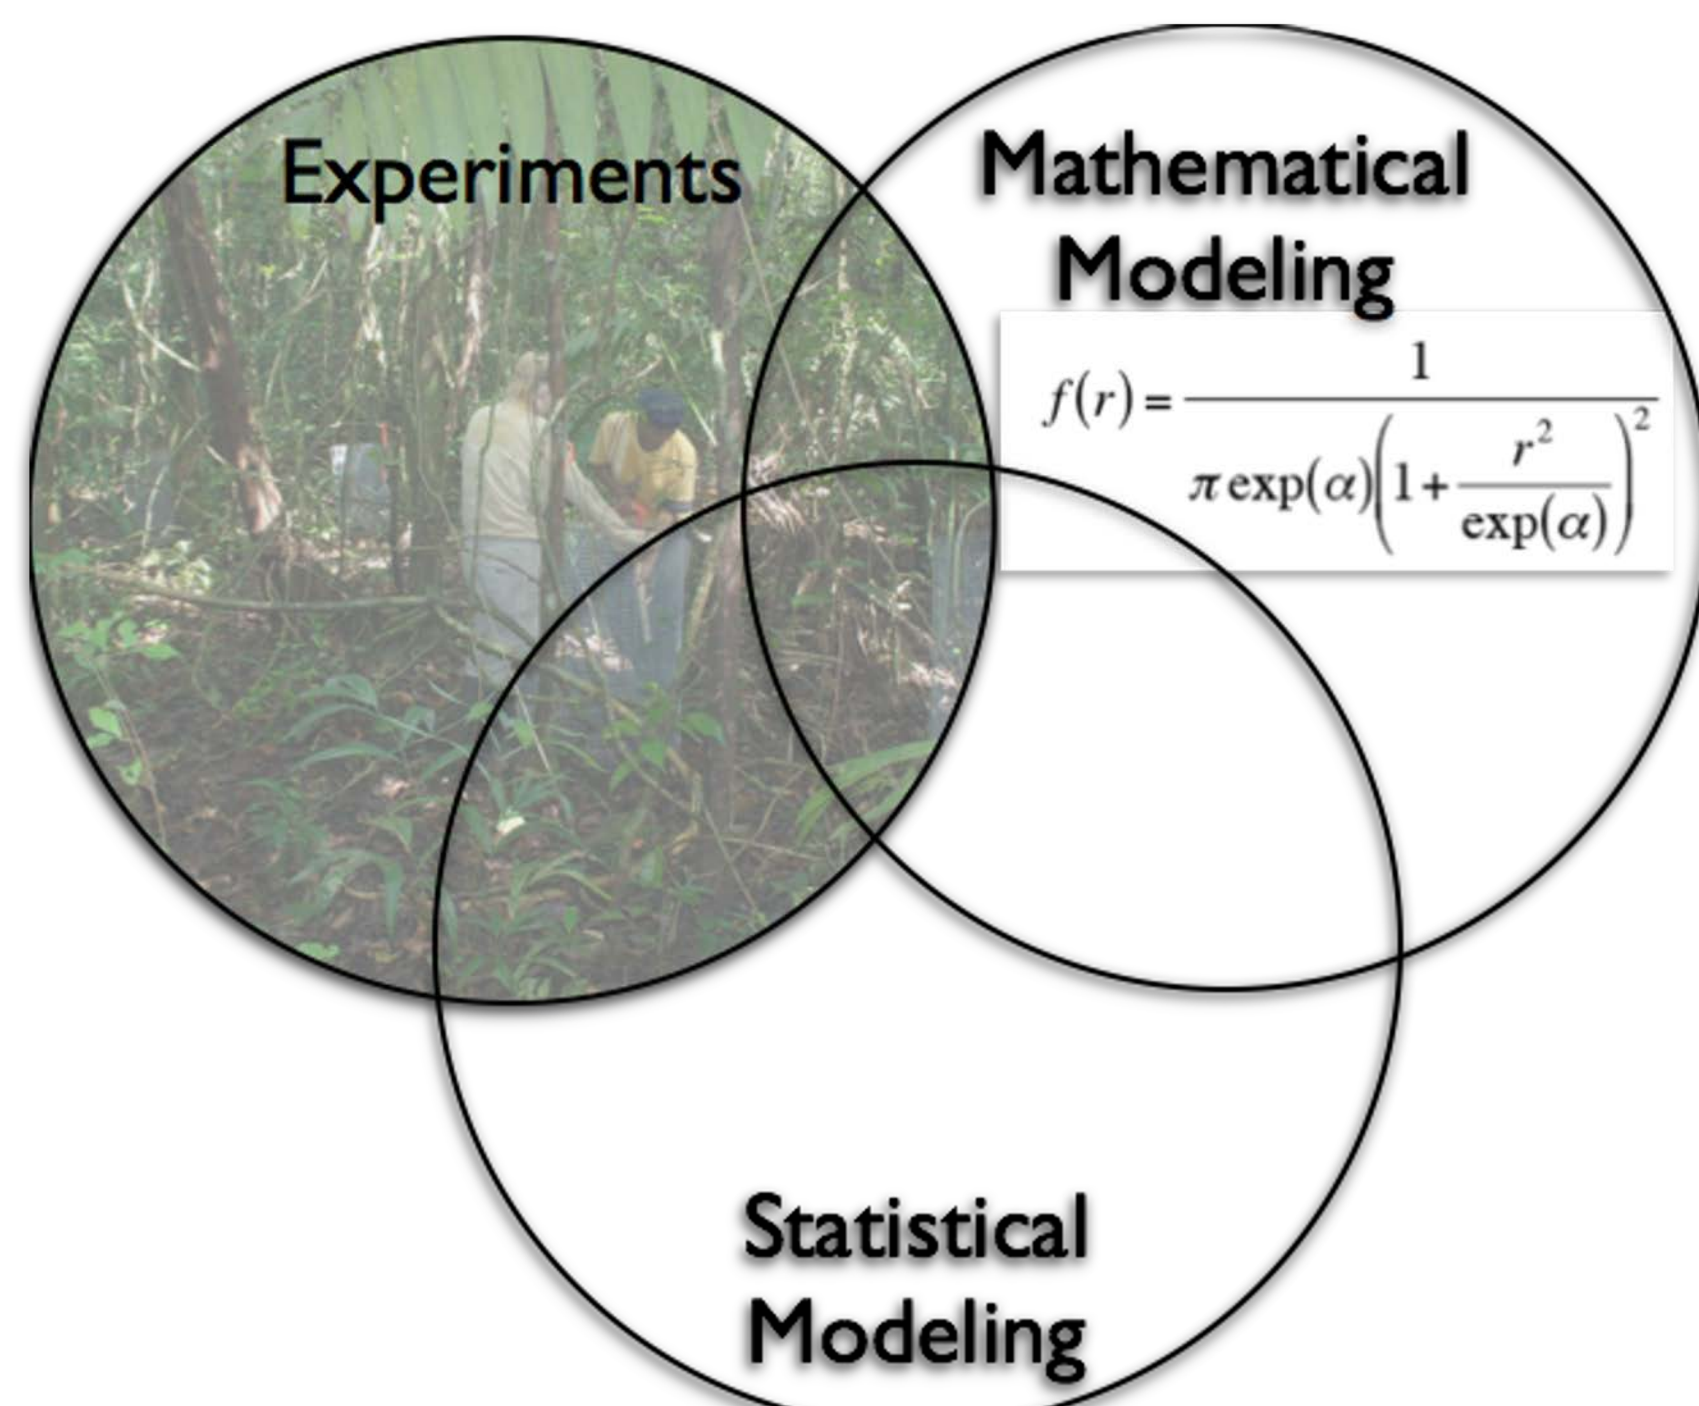 Experiments
Mathematical
Modeling
f(r) = 1 / (π exp(α)(1 + r² / exp(α))²)
Statistical
Modeling